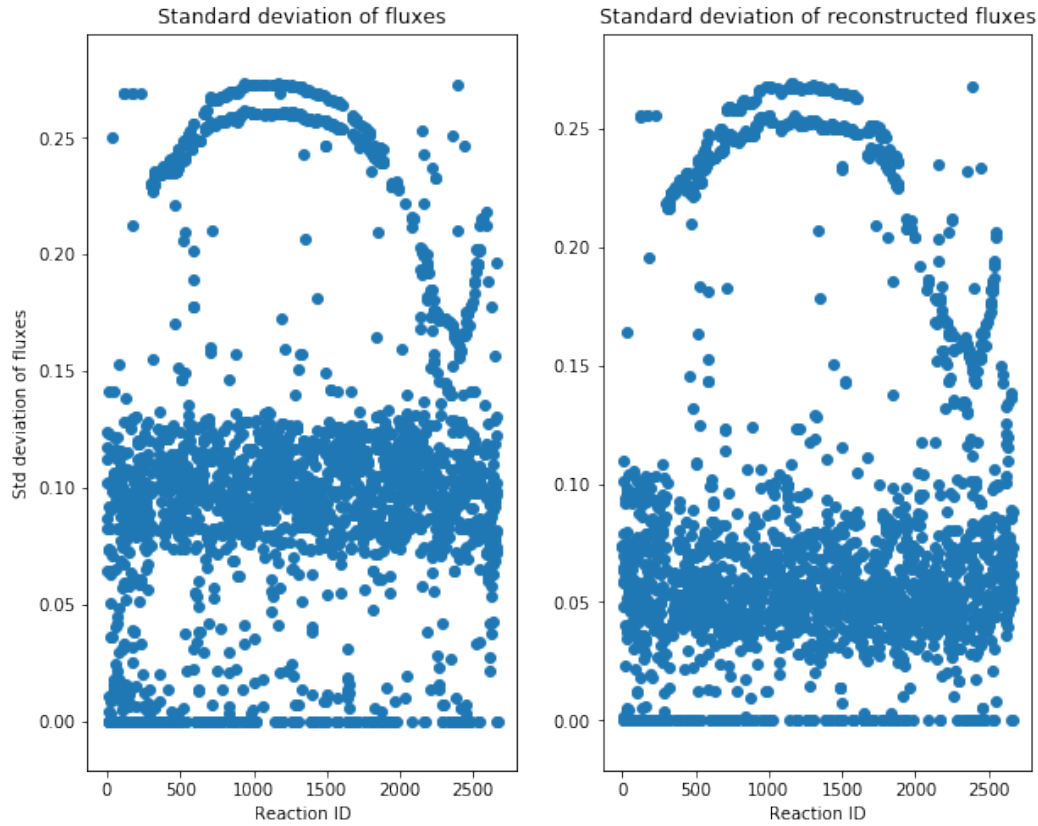 Standard deviation of fluxes
Std deviation of fluxes
0.25
0.20
0.15
0.10
0.05
0.00
0 500 1000 1500 2000 2500
Reaction ID
Standard deviation of reconstructed fluxes
0.25
0.20
0.15
0.10
0.05
0.00
0 500 1000 1500 2000 2500
Reaction ID